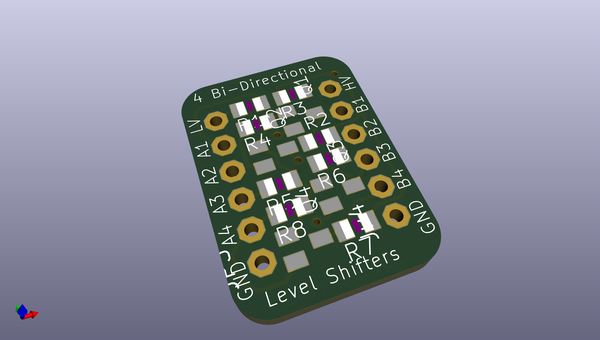 4 Bi-Directional
LV
HV
A1
B1
A2
B2
A3
B3
A4
B4
GND
GND
R3
R4
R2
R6
R8
R7
Level Shifters